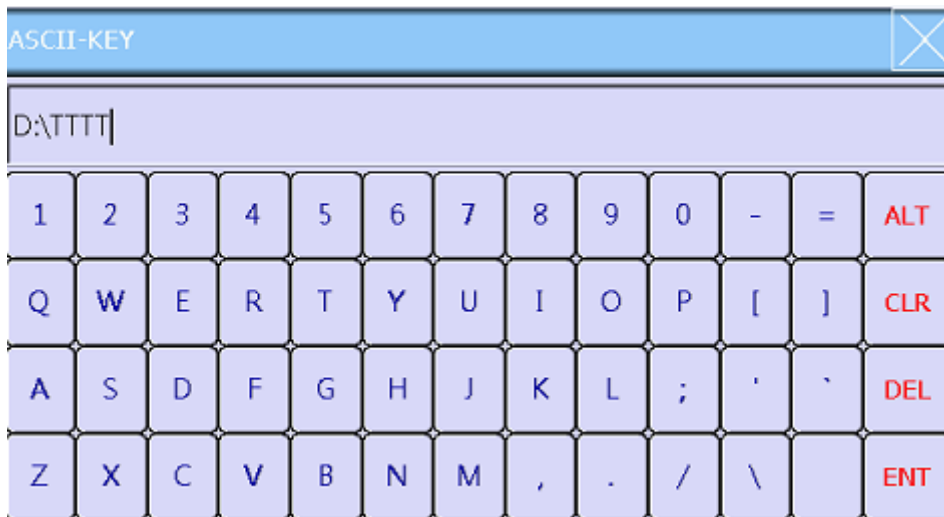 ASCII-KEY
D:\TTTT
1 2 3 4 5 6 7 8 9 0 - = ALT
Q W E R T Y U I O P [ ] CLR
A S D F G H J K L ; ' ` DEL
Z X C V B N M , . / \ ENT